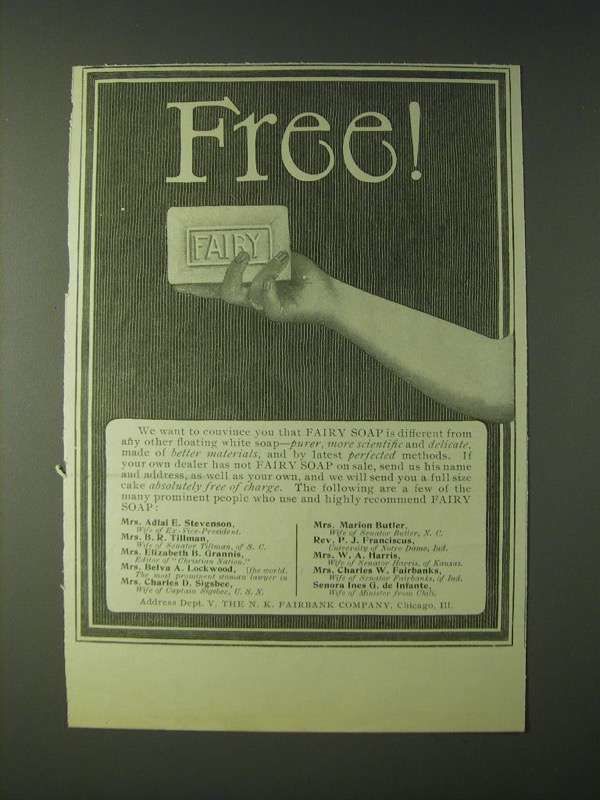 Free!
FAIRY
We want to convince you that FAIRY SOAP is different from
any other floating white soap—purer, more scientific and delicate,
made of better materials, and by latest perfected methods. If
your own dealer has not FAIRY SOAP on sale, send us his name
and address, as well as your own, and we will send you a full size
cake absolutely free of charge. The following are a few of the
many prominent people who use and highly recommend FAIRY
SOAP:
Mrs. Adlai E. Stevenson,
Wife of Ex-Vice-President.
Mrs. B. R. Tillman,
Wife of Senator Tillman, of S. C.
Mrs. Elizabeth B. Grannis,
Editor of "Christian Nation."
Mrs. Belva A. Lockwood, [the world.
The most prominent woman lawyer in
Mrs. Charles D. Sigsbee,
Wife of Captain Sigsbee, U. S. N.
Mrs. Marion Butler,
Wife of Senator Butler, N. C.
Rev. P. J. Franciscus,
University of Notre Dame, Ind.
Mrs. W. A. Harris,
Wife of Senator Harris, of Kansas.
Mrs. Charles W. Fairbanks,
Wife of Senator Fairbanks, of Ind.
Senora Ines G. de Infante,
Wife of Minister from Chili.
Address Dept. V, THE N. K. FAIRBANK COMPANY, Chicago, Ill.